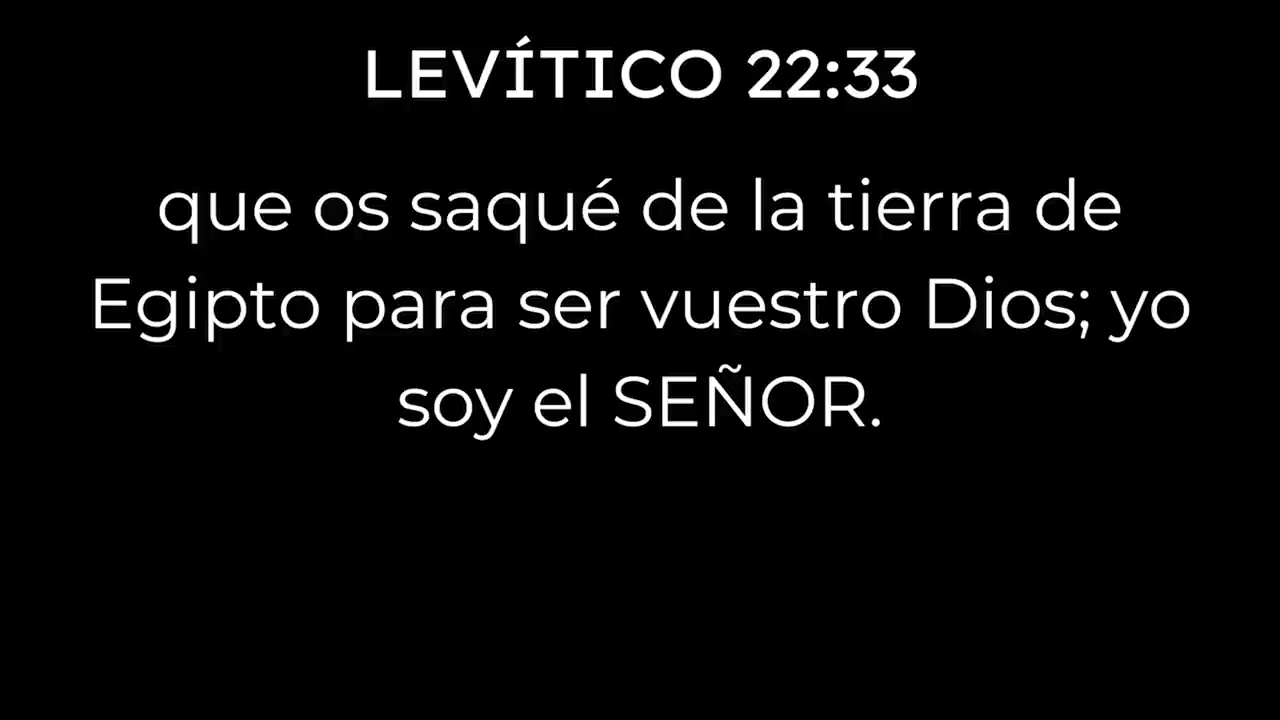 LEVÍTICO 22:33
que os saqué de la tierra de
Egipto para ser vuestro Dios; yo
soy el SEÑOR.